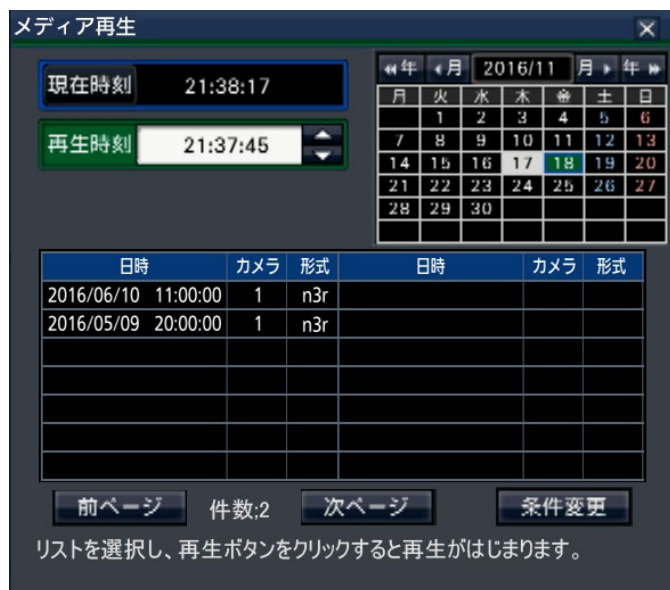 メディア再生
現在時刻 21:38:17
再生時刻 21:37:45
年 月 2016/11 月 年
月 火 水 木 金 土 日
1 2 3 4 5 6
7 8 9 10 11 12 13
14 15 16 17 18 19 20
21 22 23 24 25 26 27
28 29 30
日時 カメラ 形式 日時 カメラ 形式
2016/06/10 11:00:00 1 n3r
2016/05/09 20:00:00 1 n3r
前ページ 件数;2 次ページ 条件変更
リストを選択し、再生ボタンをクリックすると再生がはじまります。